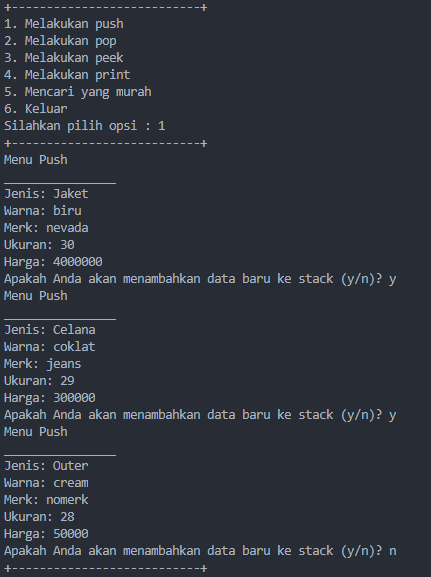 +---------------------------+
1. Melakukan push
2. Melakukan pop
3. Melakukan peek
4. Melakukan print
5. Mencari yang murah
6. Keluar
Silahkan pilih opsi : 1
+---------------------------+
Menu Push
________________
Jenis: Jaket
Warna: biru
Merk: nevada
Ukuran: 30
Harga: 4000000
Apakah Anda akan menambahkan data baru ke stack (y/n)? y
Menu Push
________________
Jenis: Celana
Warna: coklat
Merk: jeans
Ukuran: 29
Harga: 300000
Apakah Anda akan menambahkan data baru ke stack (y/n)? y
Menu Push
________________
Jenis: Outer
Warna: cream
Merk: nomerk
Ukuran: 28
Harga: 50000
Apakah Anda akan menambahkan data baru ke stack (y/n)? n
+---------------------------+